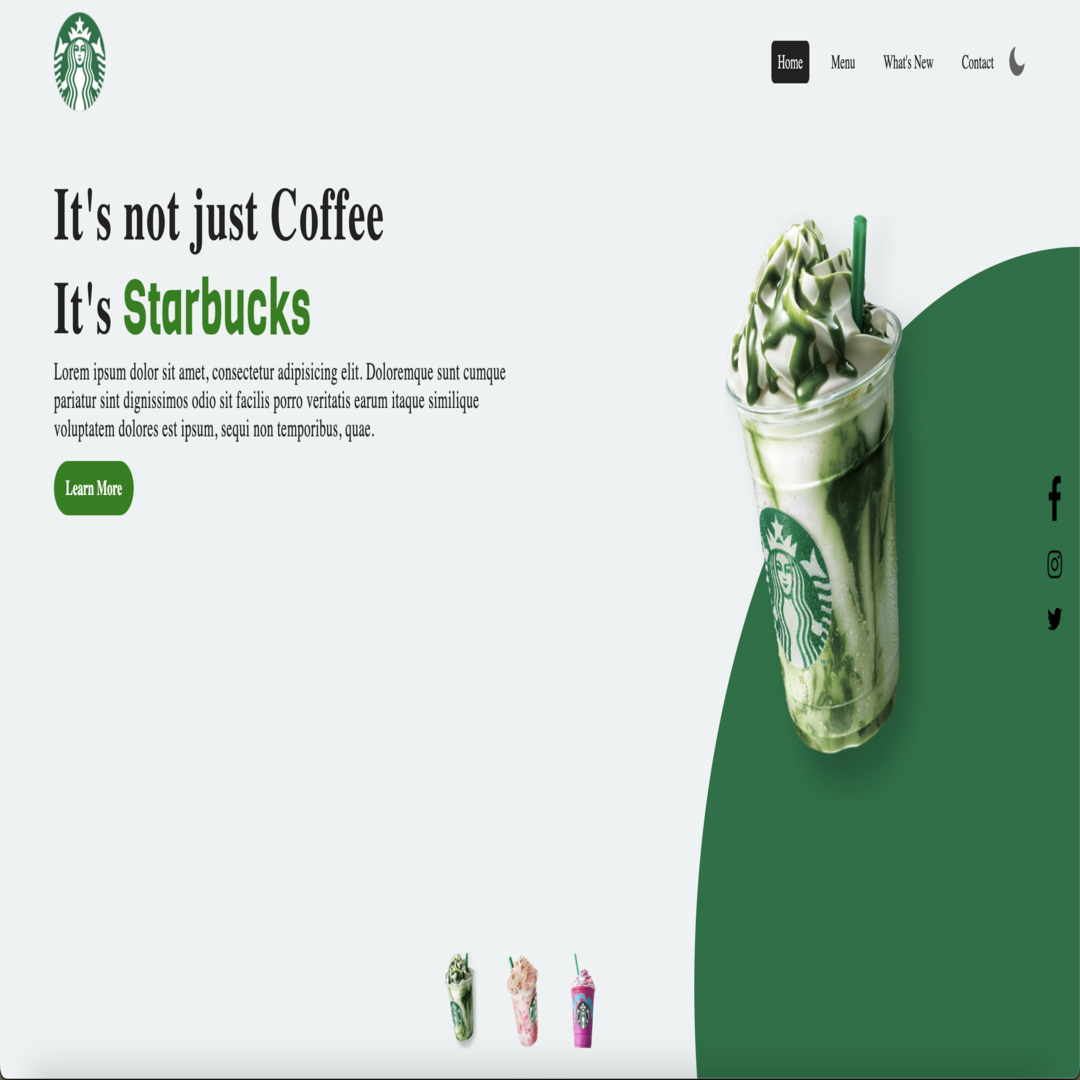 Home Menu What's New Contact
It's not just Coffee
It's Starbucks
Lorem ipsum dolor sit amet, consectetur adipisicing elit. Doloremque sunt cumque
pariatur sint dignissimos odio sit facilis porro veritatis earum itaque similique
voluptatem dolores est ipsum, sequi non temporibus, quae.
Learn More